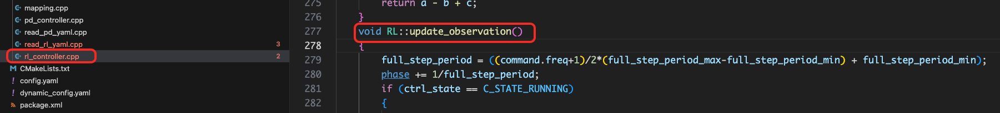 mapping.cpp
pd_controller.cpp
read_pd_yaml.cpp
read_rl_yaml.cpp 3
rl_controller.cpp 2
CMakeLists.txt
config.yaml
dynamic_config.yaml
package.xml
275 return a - b + c;
276 }
277 void RL::update_observation()
278 {
279 full_step_period = ((command.freq+1)/2*(full_step_period_max-full_step_period_min) + full_step_period_min);
280 phase += 1/full_step_period;
281 if (ctrl_state == C_STATE_RUNNING)
282 {